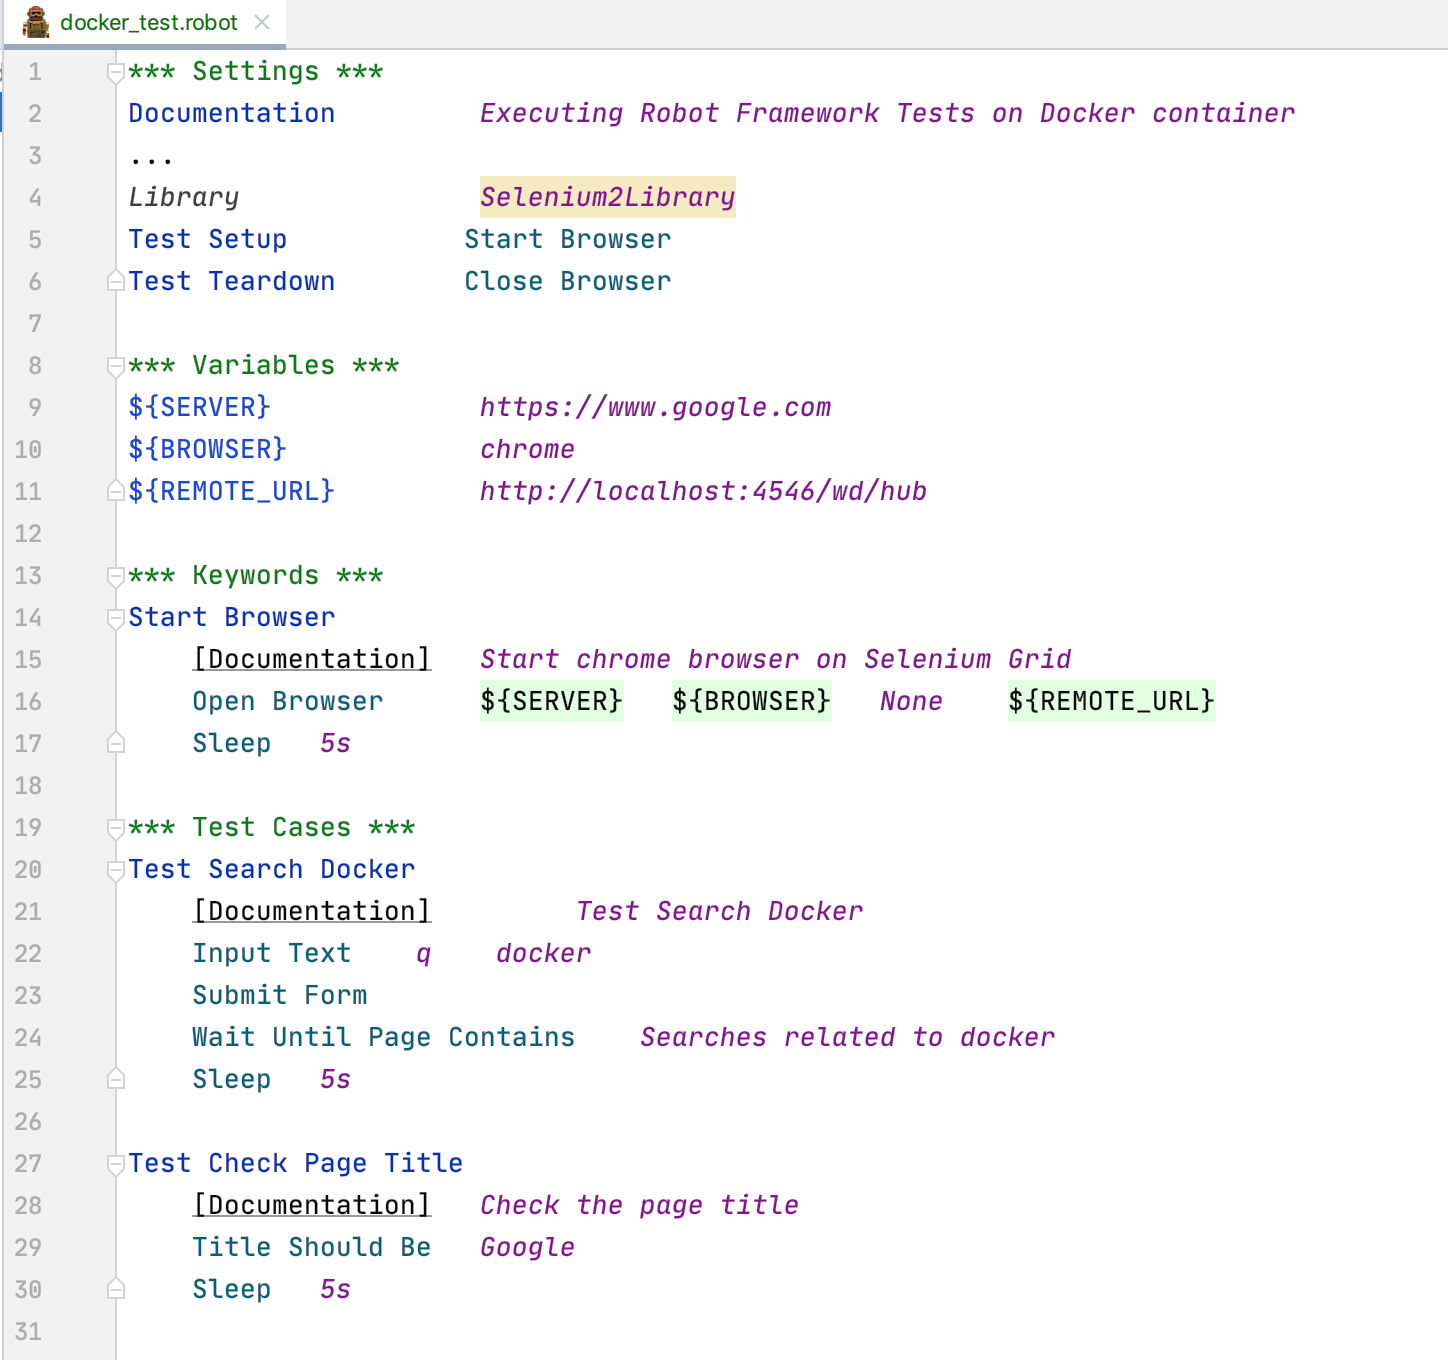 docker_test.robot
1 *** Settings ***
2 Documentation Executing Robot Framework Tests on Docker container
3 ...
4 Library Selenium2Library
5 Test Setup Start Browser
6 Test Teardown Close Browser
7
8 *** Variables ***
9 ${SERVER} https://www.google.com
10 ${BROWSER} chrome
11 ${REMOTE_URL} http://localhost:4546/wd/hub
12
13 *** Keywords ***
14 Start Browser
15 [Documentation] Start chrome browser on Selenium Grid
16 Open Browser ${SERVER} ${BROWSER} None ${REMOTE_URL}
17 Sleep 5s
18
19 *** Test Cases ***
20 Test Search Docker
21 [Documentation] Test Search Docker
22 Input Text q docker
23 Submit Form
24 Wait Until Page Contains Searches related to docker
25 Sleep 5s
26
27 Test Check Page Title
28 [Documentation] Check the page title
29 Title Should Be Google
30 Sleep 5s
31